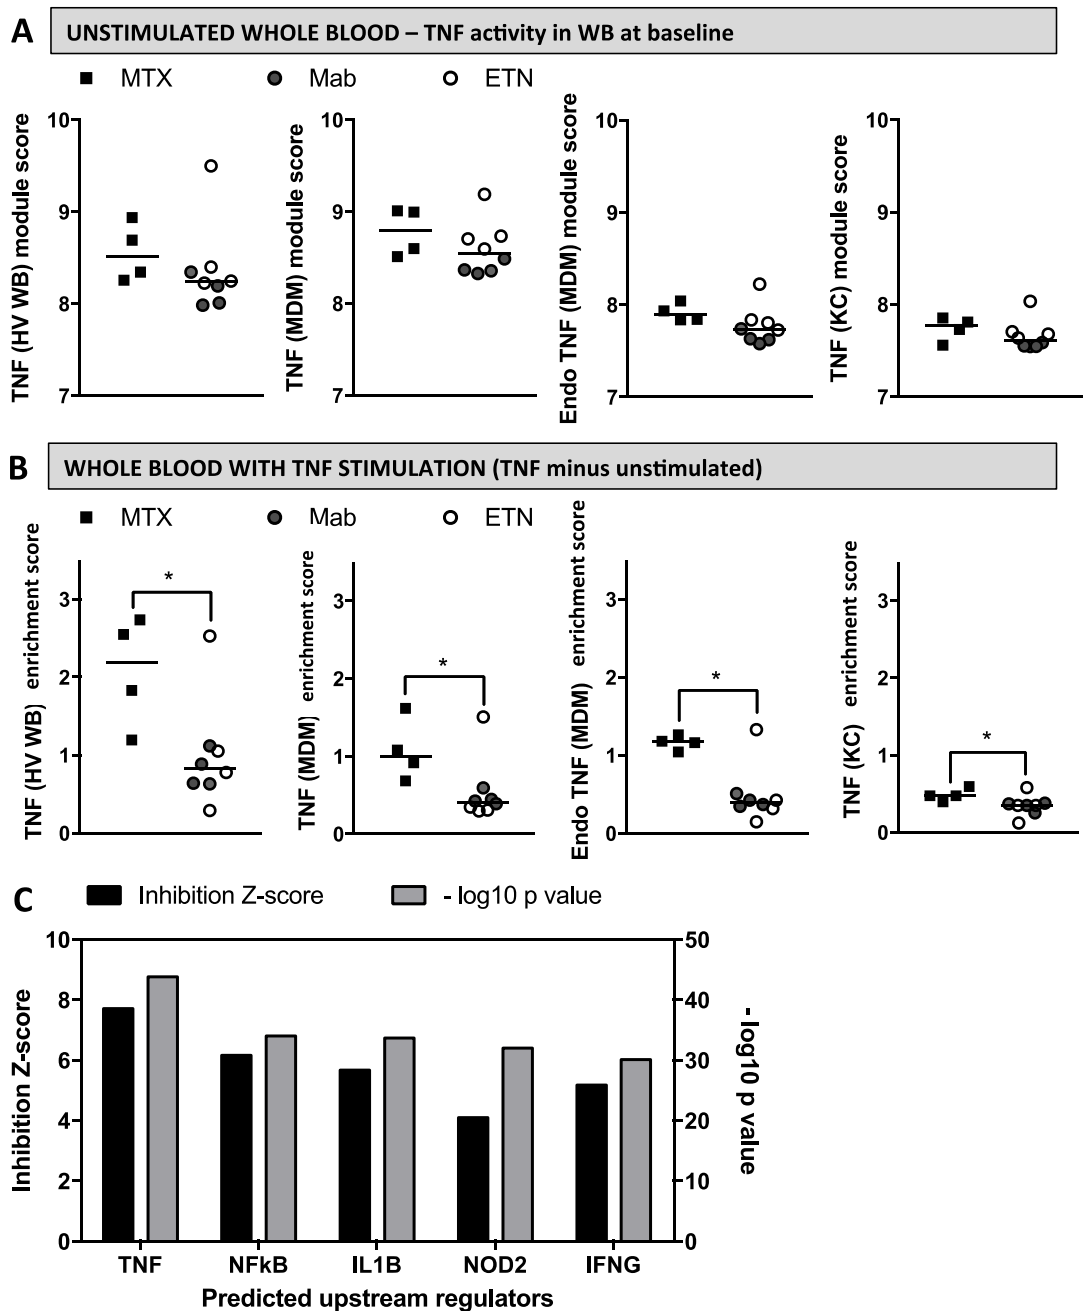 A
UNSTIMULATED WHOLE BLOOD – TNF activity in WB at baseline
MTX Mab ETN
TNF (HV WB) module score
10
9
8
7
TNF (MDM) module score
10
9
8
7
Endo TNF (MDM) module score
10
9
8
7
TNF (KC) module score
10
9
8
7
B
WHOLE BLOOD WITH TNF STIMULATION (TNF minus unstimulated)
MTX Mab ETN
TNF (HV WB) enrichment score
3
2
1
0
*
TNF (MDM) enrichment score
3
2
1
0
*
Endo TNF (MDM) enrichment score
3
2
1
0
*
TNF (KC) enrichment score
3
2
1
0
*
C
Inhibition Z-score - log10 p value
Inhibition Z-score
10
8
6
4
2
0
50
40
30
20
10
0
- log10 p value
TNF NFkB IL1B NOD2 IFNG
Predicted upstream regulators